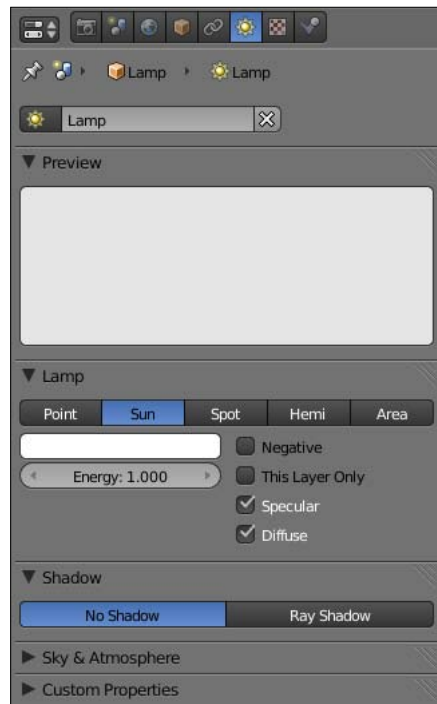 Lamp Lamp
Lamp
Preview
Lamp
Point Sun Spot Hemi Area
Negative
Energy: 1.000 This Layer Only
Specular
Diffuse
Shadow
No Shadow Ray Shadow
Sky & Atmosphere
Custom Properties